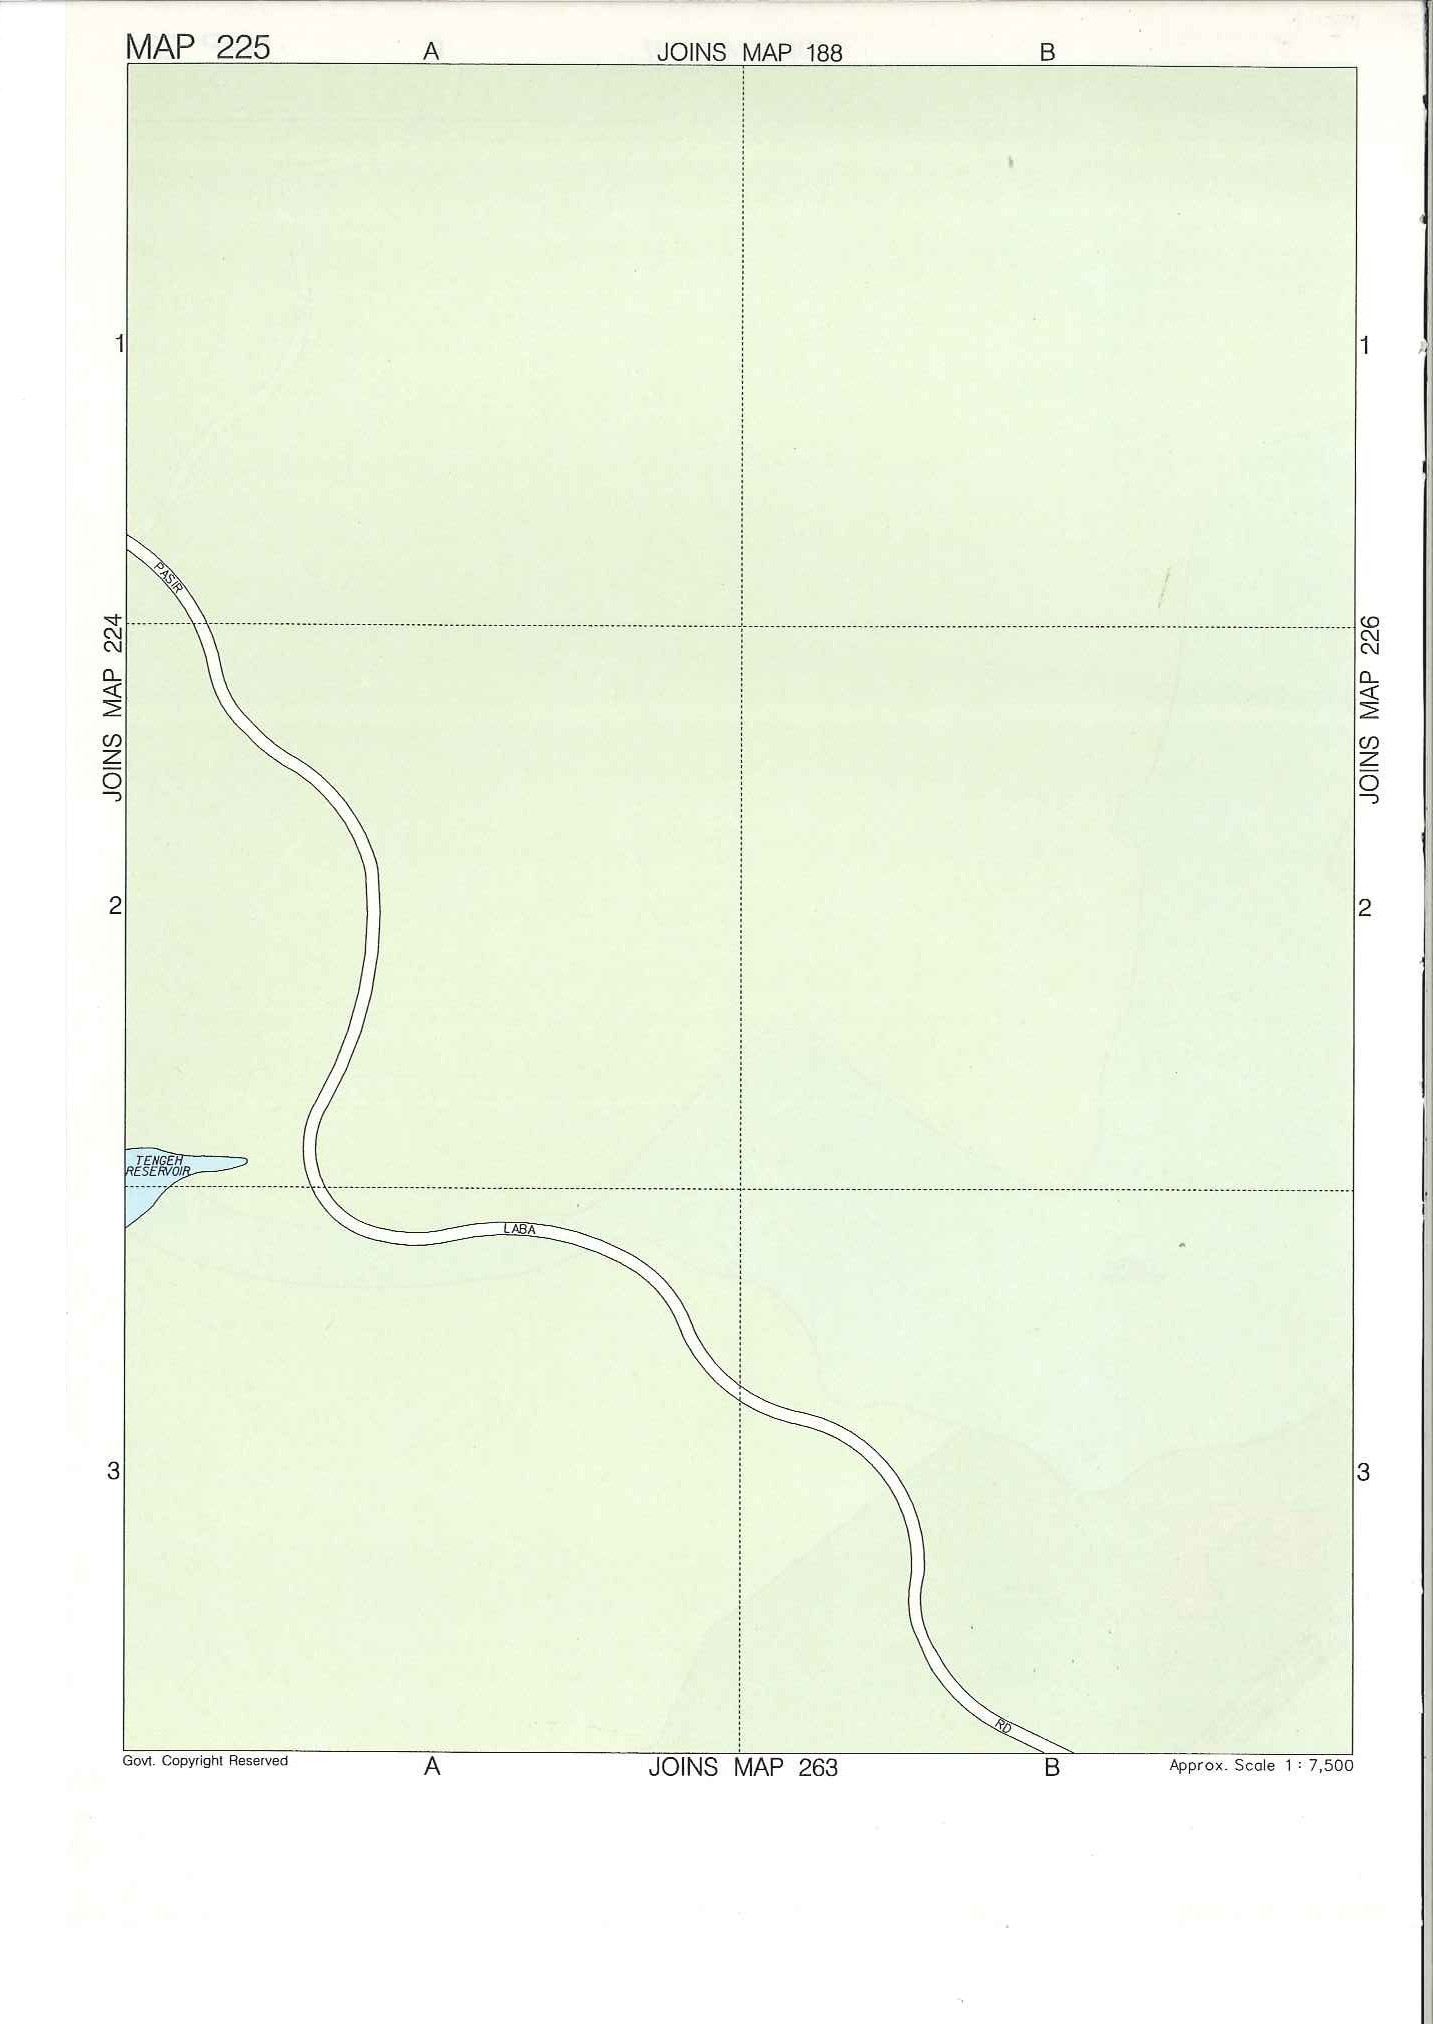 MAP 225
A
JOINS MAP 188
B
1
1
PASIR
JOINS MAP 224
JOINS MAP 226
2
2
TENGEH
RESERVOIR
LABA
3
3
RD
Govt. Copyright Reserved
A
JOINS MAP 263
B
Approx. Scale 1 : 7,500